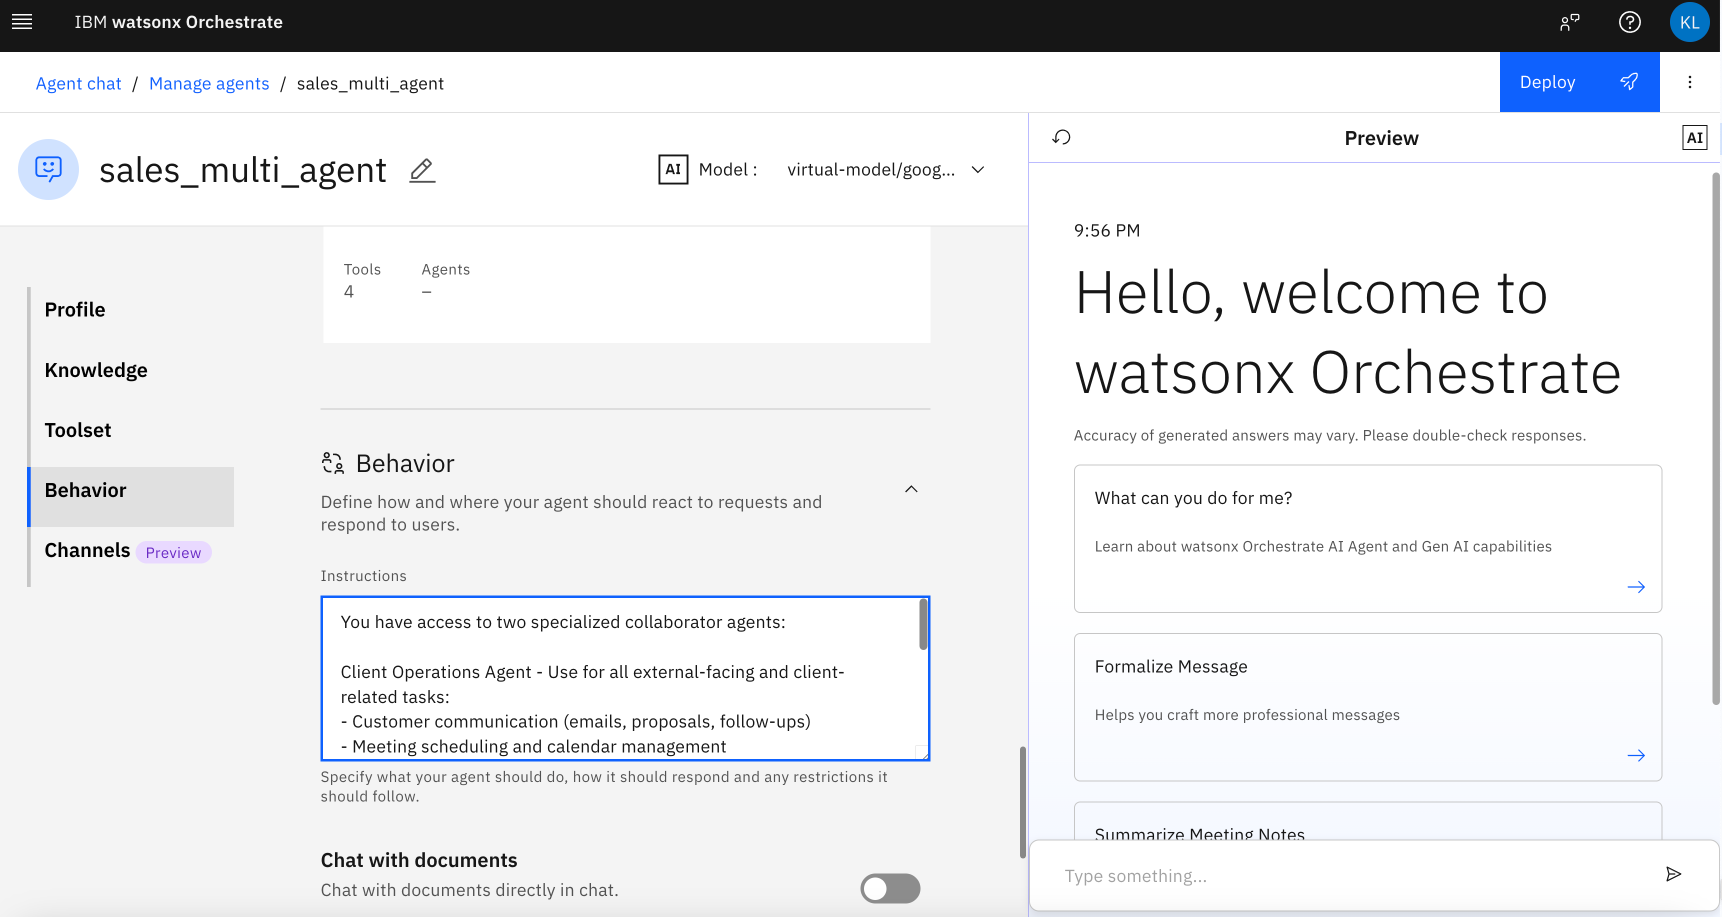 IBM watsonx Orchestrate
KL
Agent chat / Manage agents / sales_multi_agent
Deploy
sales_multi_agent
AI Model : virtual-model/goog...
Tools
4
Agents
–
Profile
Knowledge
Toolset
Behavior
Channels Preview
Behavior
Define how and where your agent should react to requests and
respond to users.
Instructions
You have access to two specialized collaborator agents:
Client Operations Agent - Use for all external-facing and client-
related tasks:
- Customer communication (emails, proposals, follow-ups)
- Meeting scheduling and calendar management
Specify what your agent should do, how it should respond and any restrictions it
should follow.
Chat with documents
Chat with documents directly in chat.
Preview
AI
9:56 PM
Hello, welcome to
watsonx Orchestrate
Accuracy of generated answers may vary. Please double-check responses.
What can you do for me?
Learn about watsonx Orchestrate AI Agent and Gen AI capabilities
Formalize Message
Helps you craft more professional messages
Summarize Meeting Notes
Type something...